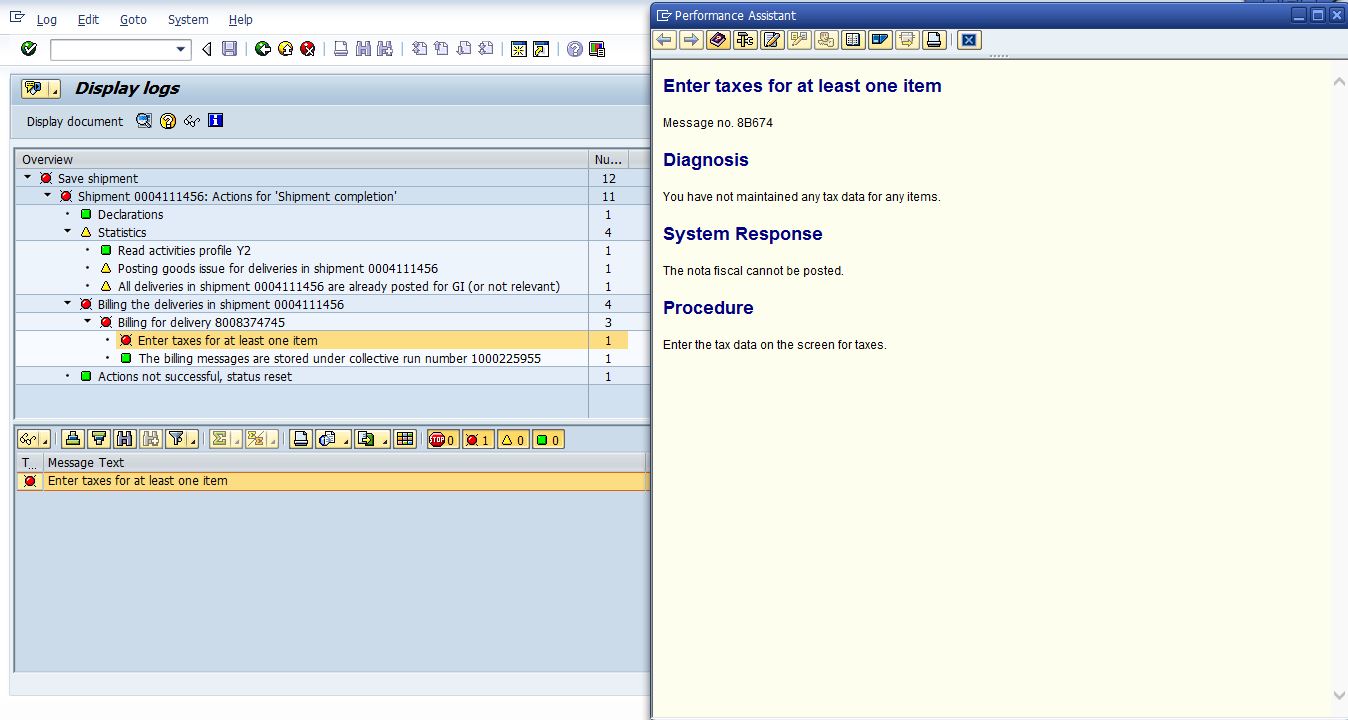 Log Edit Goto System Help
Display logs
Display document
Overview Nu...
Save shipment 12
Shipment 0004111456: Actions for 'Shipment completion' 11
Declarations 1
Statistics 4
Read activities profile Y2 1
Posting goods issue for deliveries in shipment 0004111456 1
All deliveries in shipment 0004111456 are already posted for GI (or not relevant) 1
Billing the deliveries in shipment 0004111456 4
Billing for delivery 8008374745 3
Enter taxes for at least one item 1
The billing messages are stored under collective run number 1000225955 1
Actions not successful, status reset 1
STOP 0 1 0 0
T... Message Text
Enter taxes for at least one item
Performance Assistant
Enter taxes for at least one item
Message no. 8B674
Diagnosis
You have not maintained any tax data for any items.
System Response
The nota fiscal cannot be posted.
Procedure
Enter the tax data on the screen for taxes.